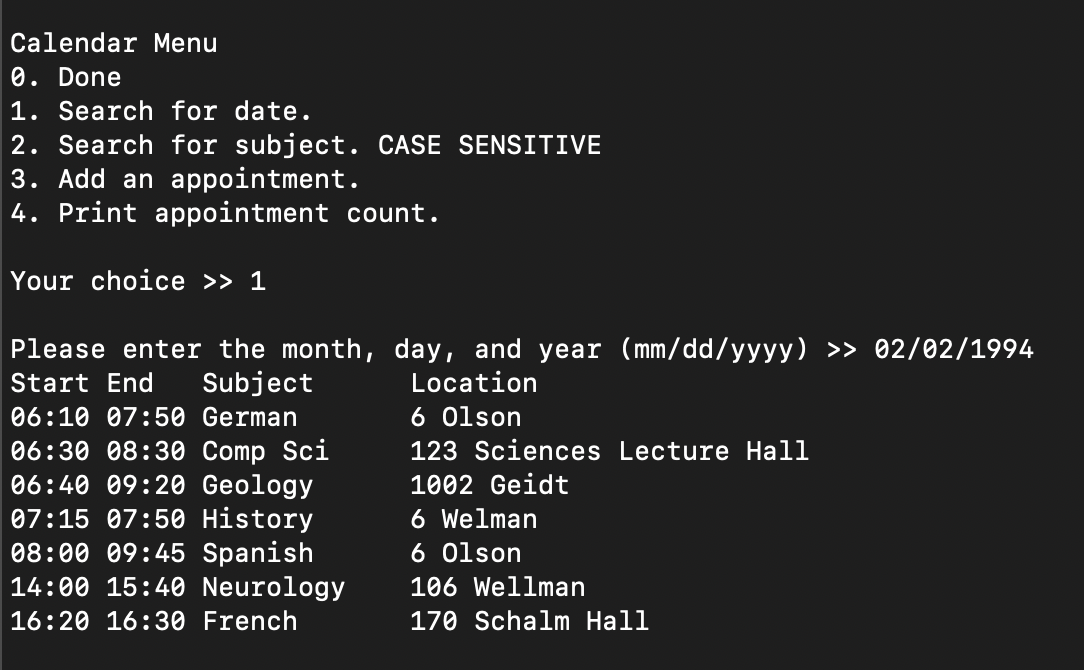 Calendar Menu
0. Done
1. Search for date.
2. Search for subject. CASE SENSITIVE
3. Add an appointment.
4. Print appointment count.
Your choice >> 1
Please enter the month, day, and year (mm/dd/yyyy) >> 02/02/1994
Start End   Subject      Location
06:10 07:50 German       6 Olson
06:30 08:30 Comp Sci     123 Sciences Lecture Hall
06:40 09:20 Geology      1002 Geidt
07:15 07:50 History      6 Welman
08:00 09:45 Spanish      6 Olson
14:00 15:40 Neurology    106 Wellman
16:20 16:30 French       170 Schalm Hall